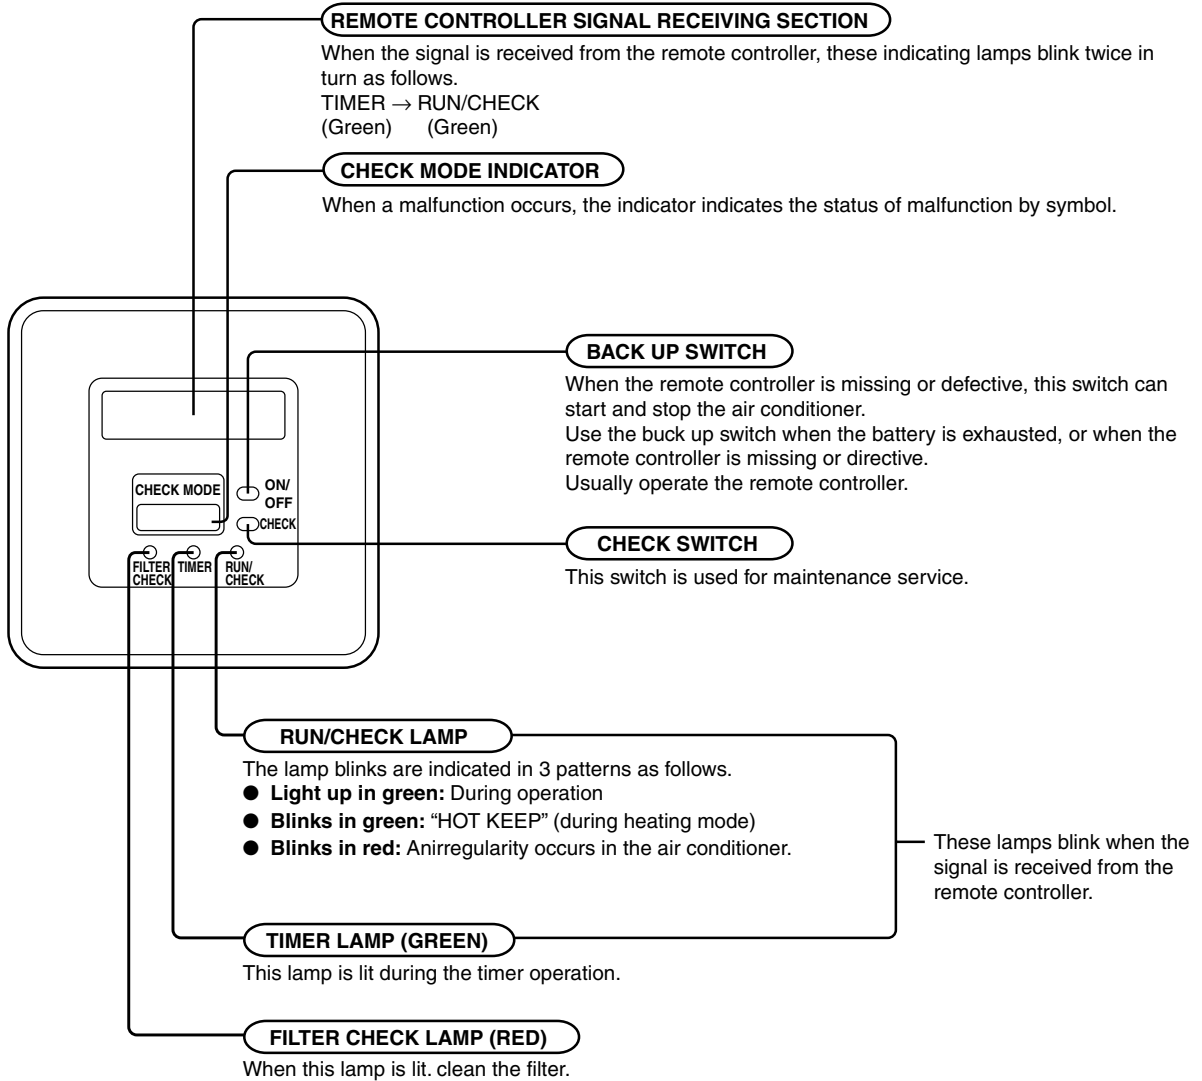 REMOTE CONTROLLER SIGNAL RECEIVING SECTION
When the signal is received from the remote controller, these indicating lamps blink twice in
turn as follows.
TIMER → RUN/CHECK
(Green) (Green)
CHECK MODE INDICATOR
When a malfunction occurs, the indicator indicates the status of malfunction by symbol.
BACK UP SWITCH
When the remote controller is missing or defective, this switch can
start and stop the air conditioner.
Use the buck up switch when the battery is exhausted, or when the
remote controller is missing or directive.
Usually operate the remote controller.
CHECK MODE
ON/
OFF
CHECK
FILTER
CHECK
TIMER
RUN/
CHECK
CHECK SWITCH
This switch is used for maintenance service.
RUN/CHECK LAMP
The lamp blinks are indicated in 3 patterns as follows.
● Light up in green: During operation
● Blinks in green: “HOT KEEP” (during heating mode)
● Blinks in red: Anirregularity occurs in the air conditioner.
These lamps blink when the
signal is received from the
remote controller.
TIMER LAMP (GREEN)
This lamp is lit during the timer operation.
FILTER CHECK LAMP (RED)
When this lamp is lit. clean the filter.